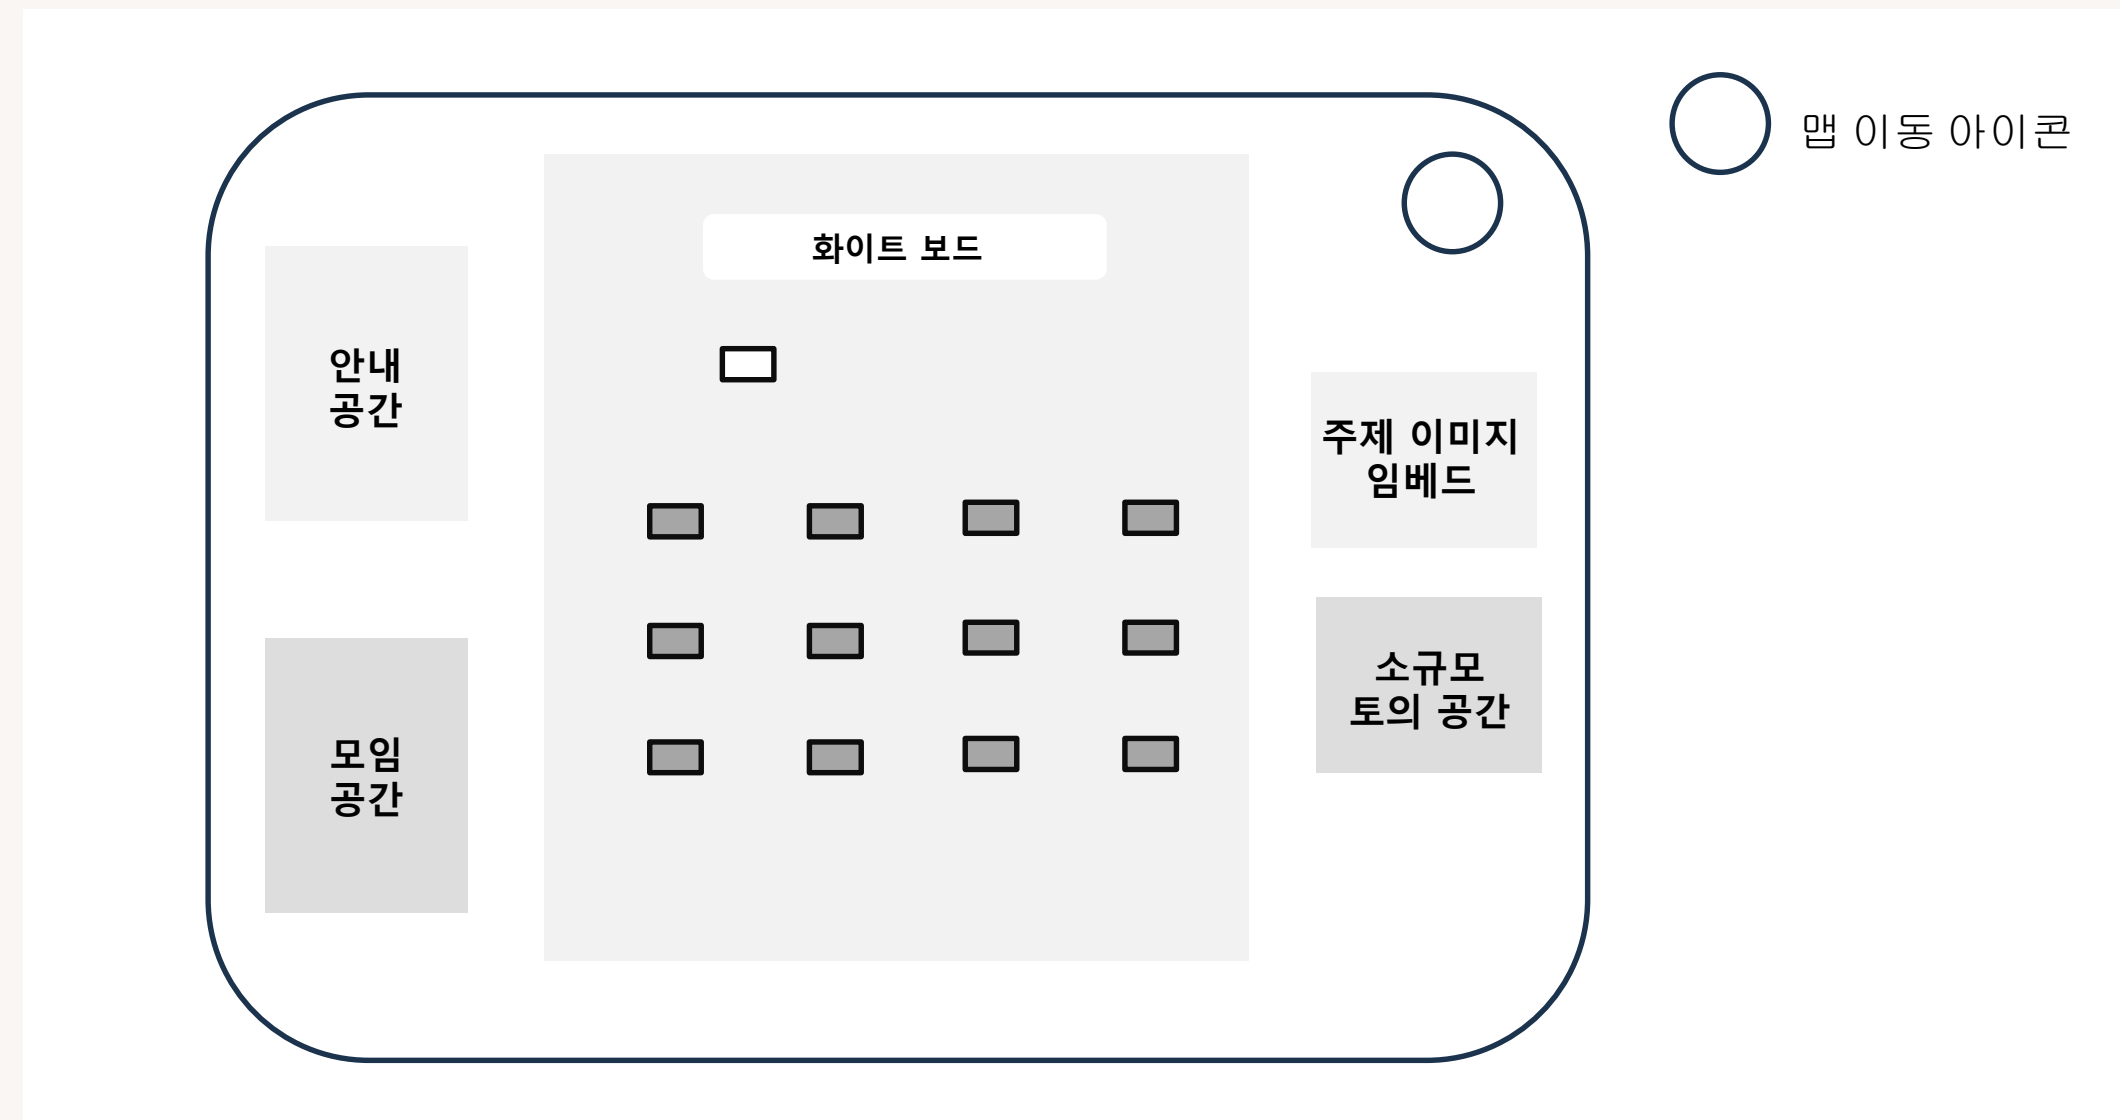 맵 이동 아이콘
화이트 보드
안내
공간
주제 이미지
임베드
소규모
토의 공간
모임
공간